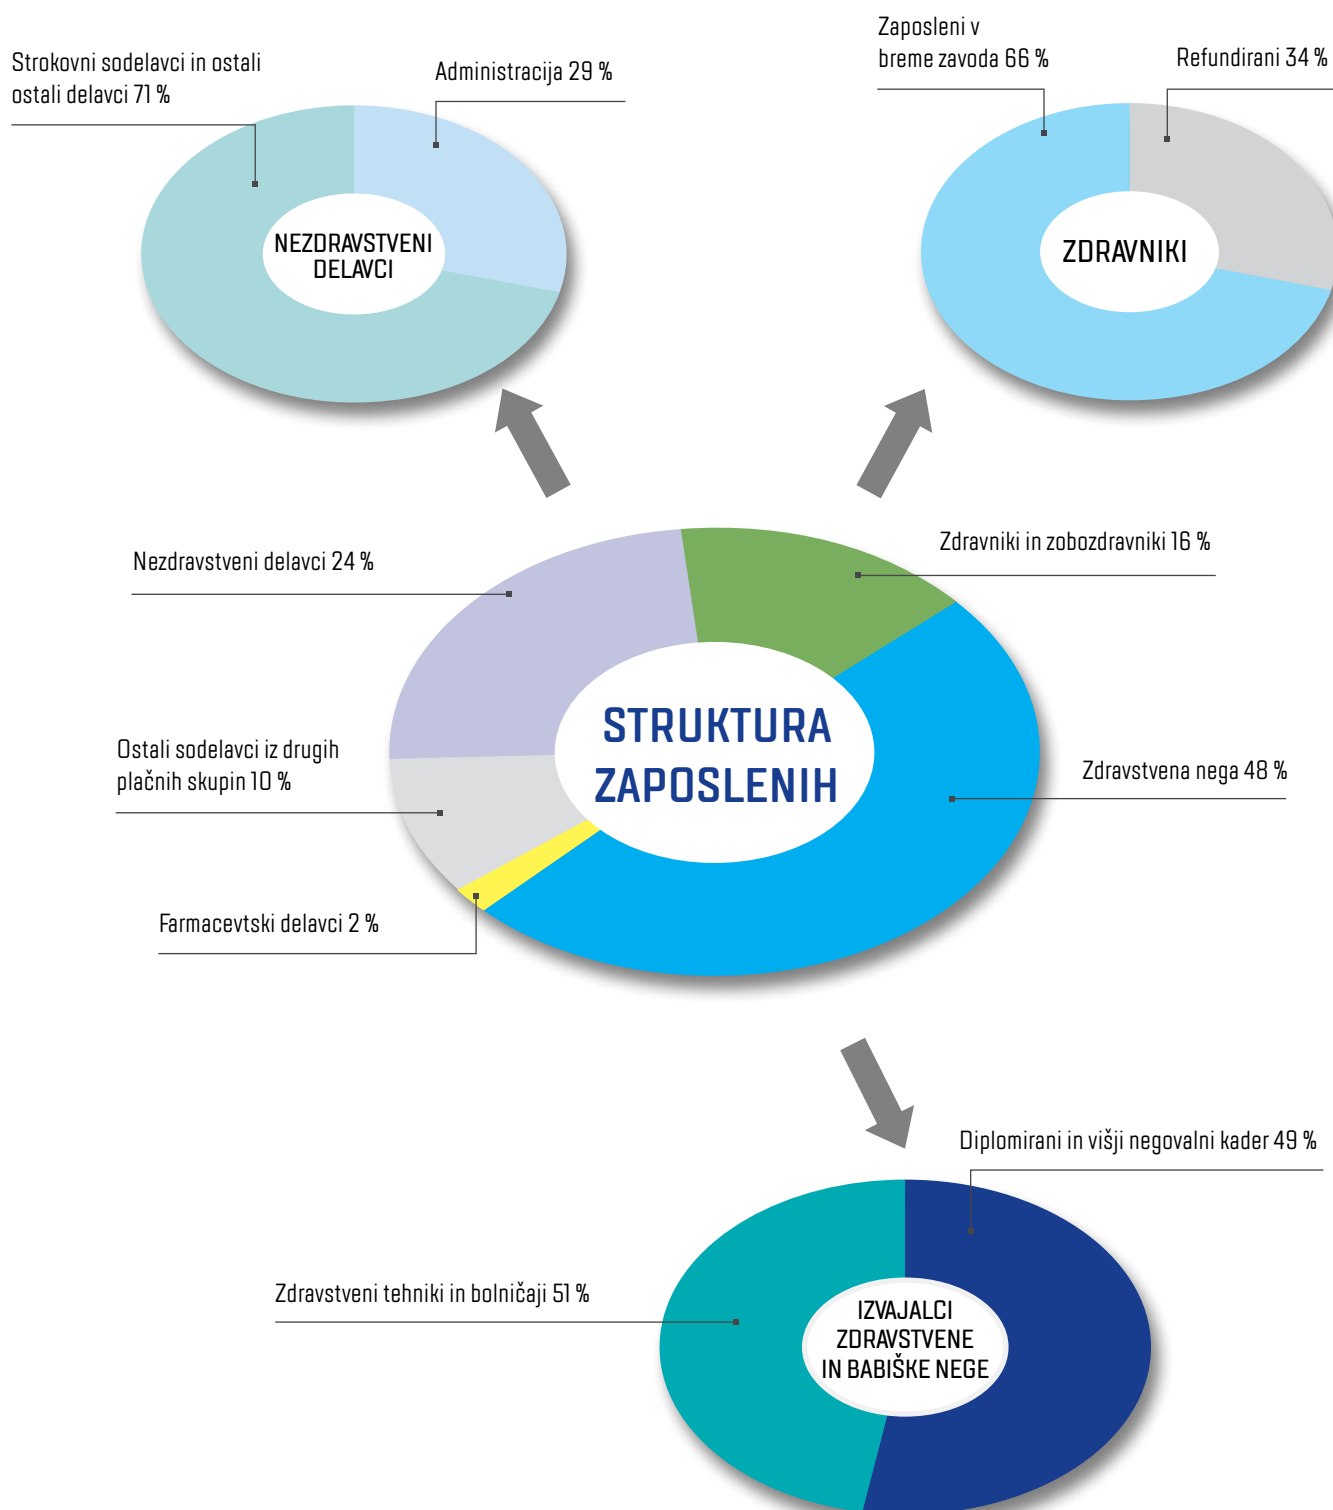 Strokovni sodelavci in ostali
ostali delavci 71 %
Administracija 29 %
NEZDRAVSTVENI
DELAVCI
Zaposleni v
breme zavoda 66 %
Refundirani 34 %
ZDRAVNIKI
Nezdravstveni delavci 24 %
Zdravniki in zobozdravniki 16 %
STRUKTURA
ZAPOSLENIH
Ostali sodelavci iz drugih
plačnih skupin 10 %
Zdravstvena nega 48 %
Farmacevtski delavci 2 %
Diplomirani in višji negovalni kader 49 %
Zdravstveni tehniki in bolničaji 51 %
IZVAJALCI
ZDRAVSTVENE
IN BABIŠKE NEGE